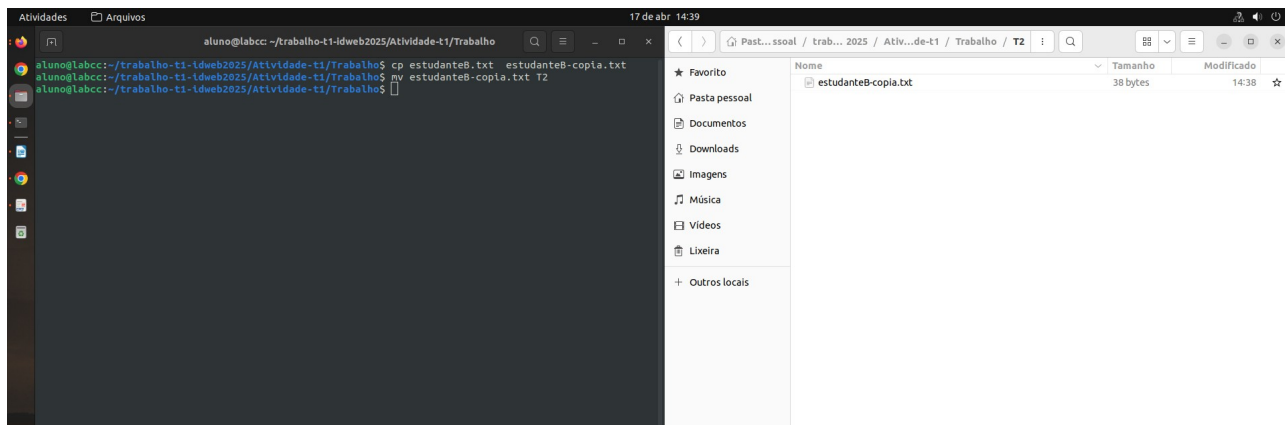 Atividades Arquivos 17 de abr 14:39
aluno@labcc: ~/trabalho-t1-idweb2025/Atividade-t1/Trabalho
aluno@labcc:~/trabalho-t1-idweb2025/Atividade-t1/Trabalho$ cp estudanteB.txt  estudanteB-copia.txt
aluno@labcc:~/trabalho-t1-idweb2025/Atividade-t1/Trabalho$ mv estudanteB-copia.txt T2
aluno@labcc:~/trabalho-t1-idweb2025/Atividade-t1/Trabalho$
Past...ssoal / trab... 2025 / Ativ...de-t1 / Trabalho / T2
Favorito
Pasta pessoal
Documentos
Downloads
Imagens
Música
Vídeos
Lixeira
+ Outros locais
Nome Tamanho Modificado
estudanteB-copia.txt 38 bytes 14:38